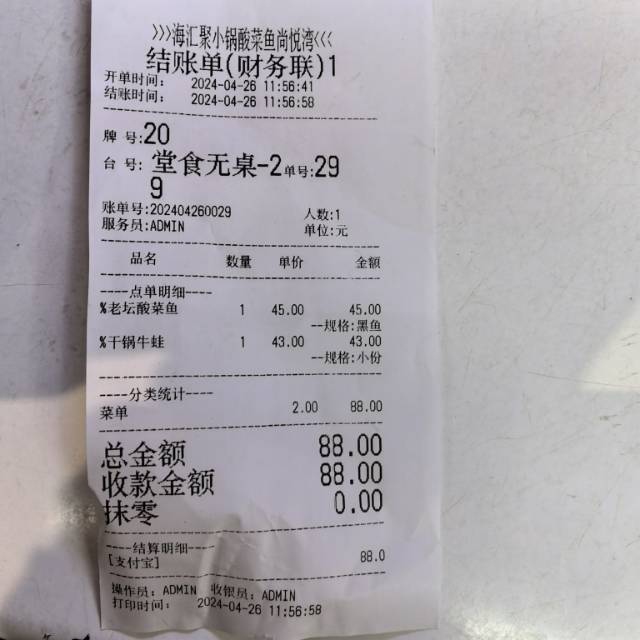 >>>海汇聚小锅酸菜鱼尚悦湾<<<
结账单(财务联)1
开单时间: 2024-04-26 11:56:41
结账时间: 2024-04-26 11:56:58
牌 号:20
台 号: 堂食无桌-2 单号:29
9
账单号:202404260029 人数:1
服务员:ADMIN 单位:元
品名 数量 单价 金额
----点单明细----
%老坛酸菜鱼 1 45.00 45.00
--规格:黑鱼
%干锅牛蛙 1 43.00 43.00
--规格:小份
----分类统计----
菜单 2.00 88.00
总金额 88.00
收款金额 88.00
抹零 0.00
----结算明细----
[支付宝] 88.0
操作员: ADMIN 收银员: ADMIN
打印时间: 2024-04-26 11:56:58